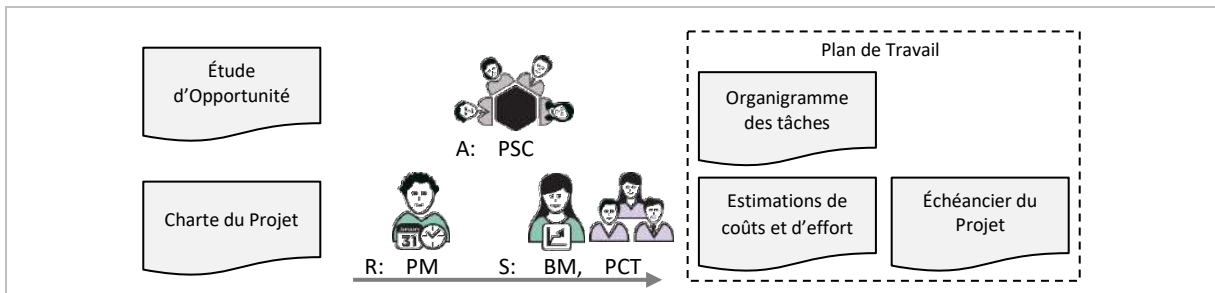 Étude
d’Opportunité
Charte du Projet
A: PSC
R: PM S: BM, PCT
31
Plan de Travail
Organigramme
des tâches
Estimations de
coûts et d’effort
Échéancier du
Projet